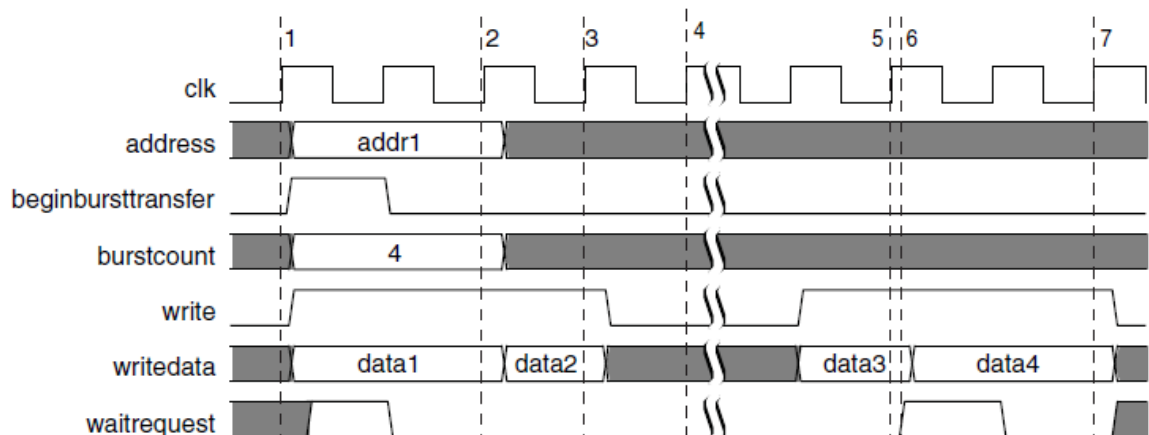 1 2 3 4 5 6 7
clk
address addr1
beginbursttransfer
burstcount 4
write
writedata data1 data2 data3 data4
waitrequest